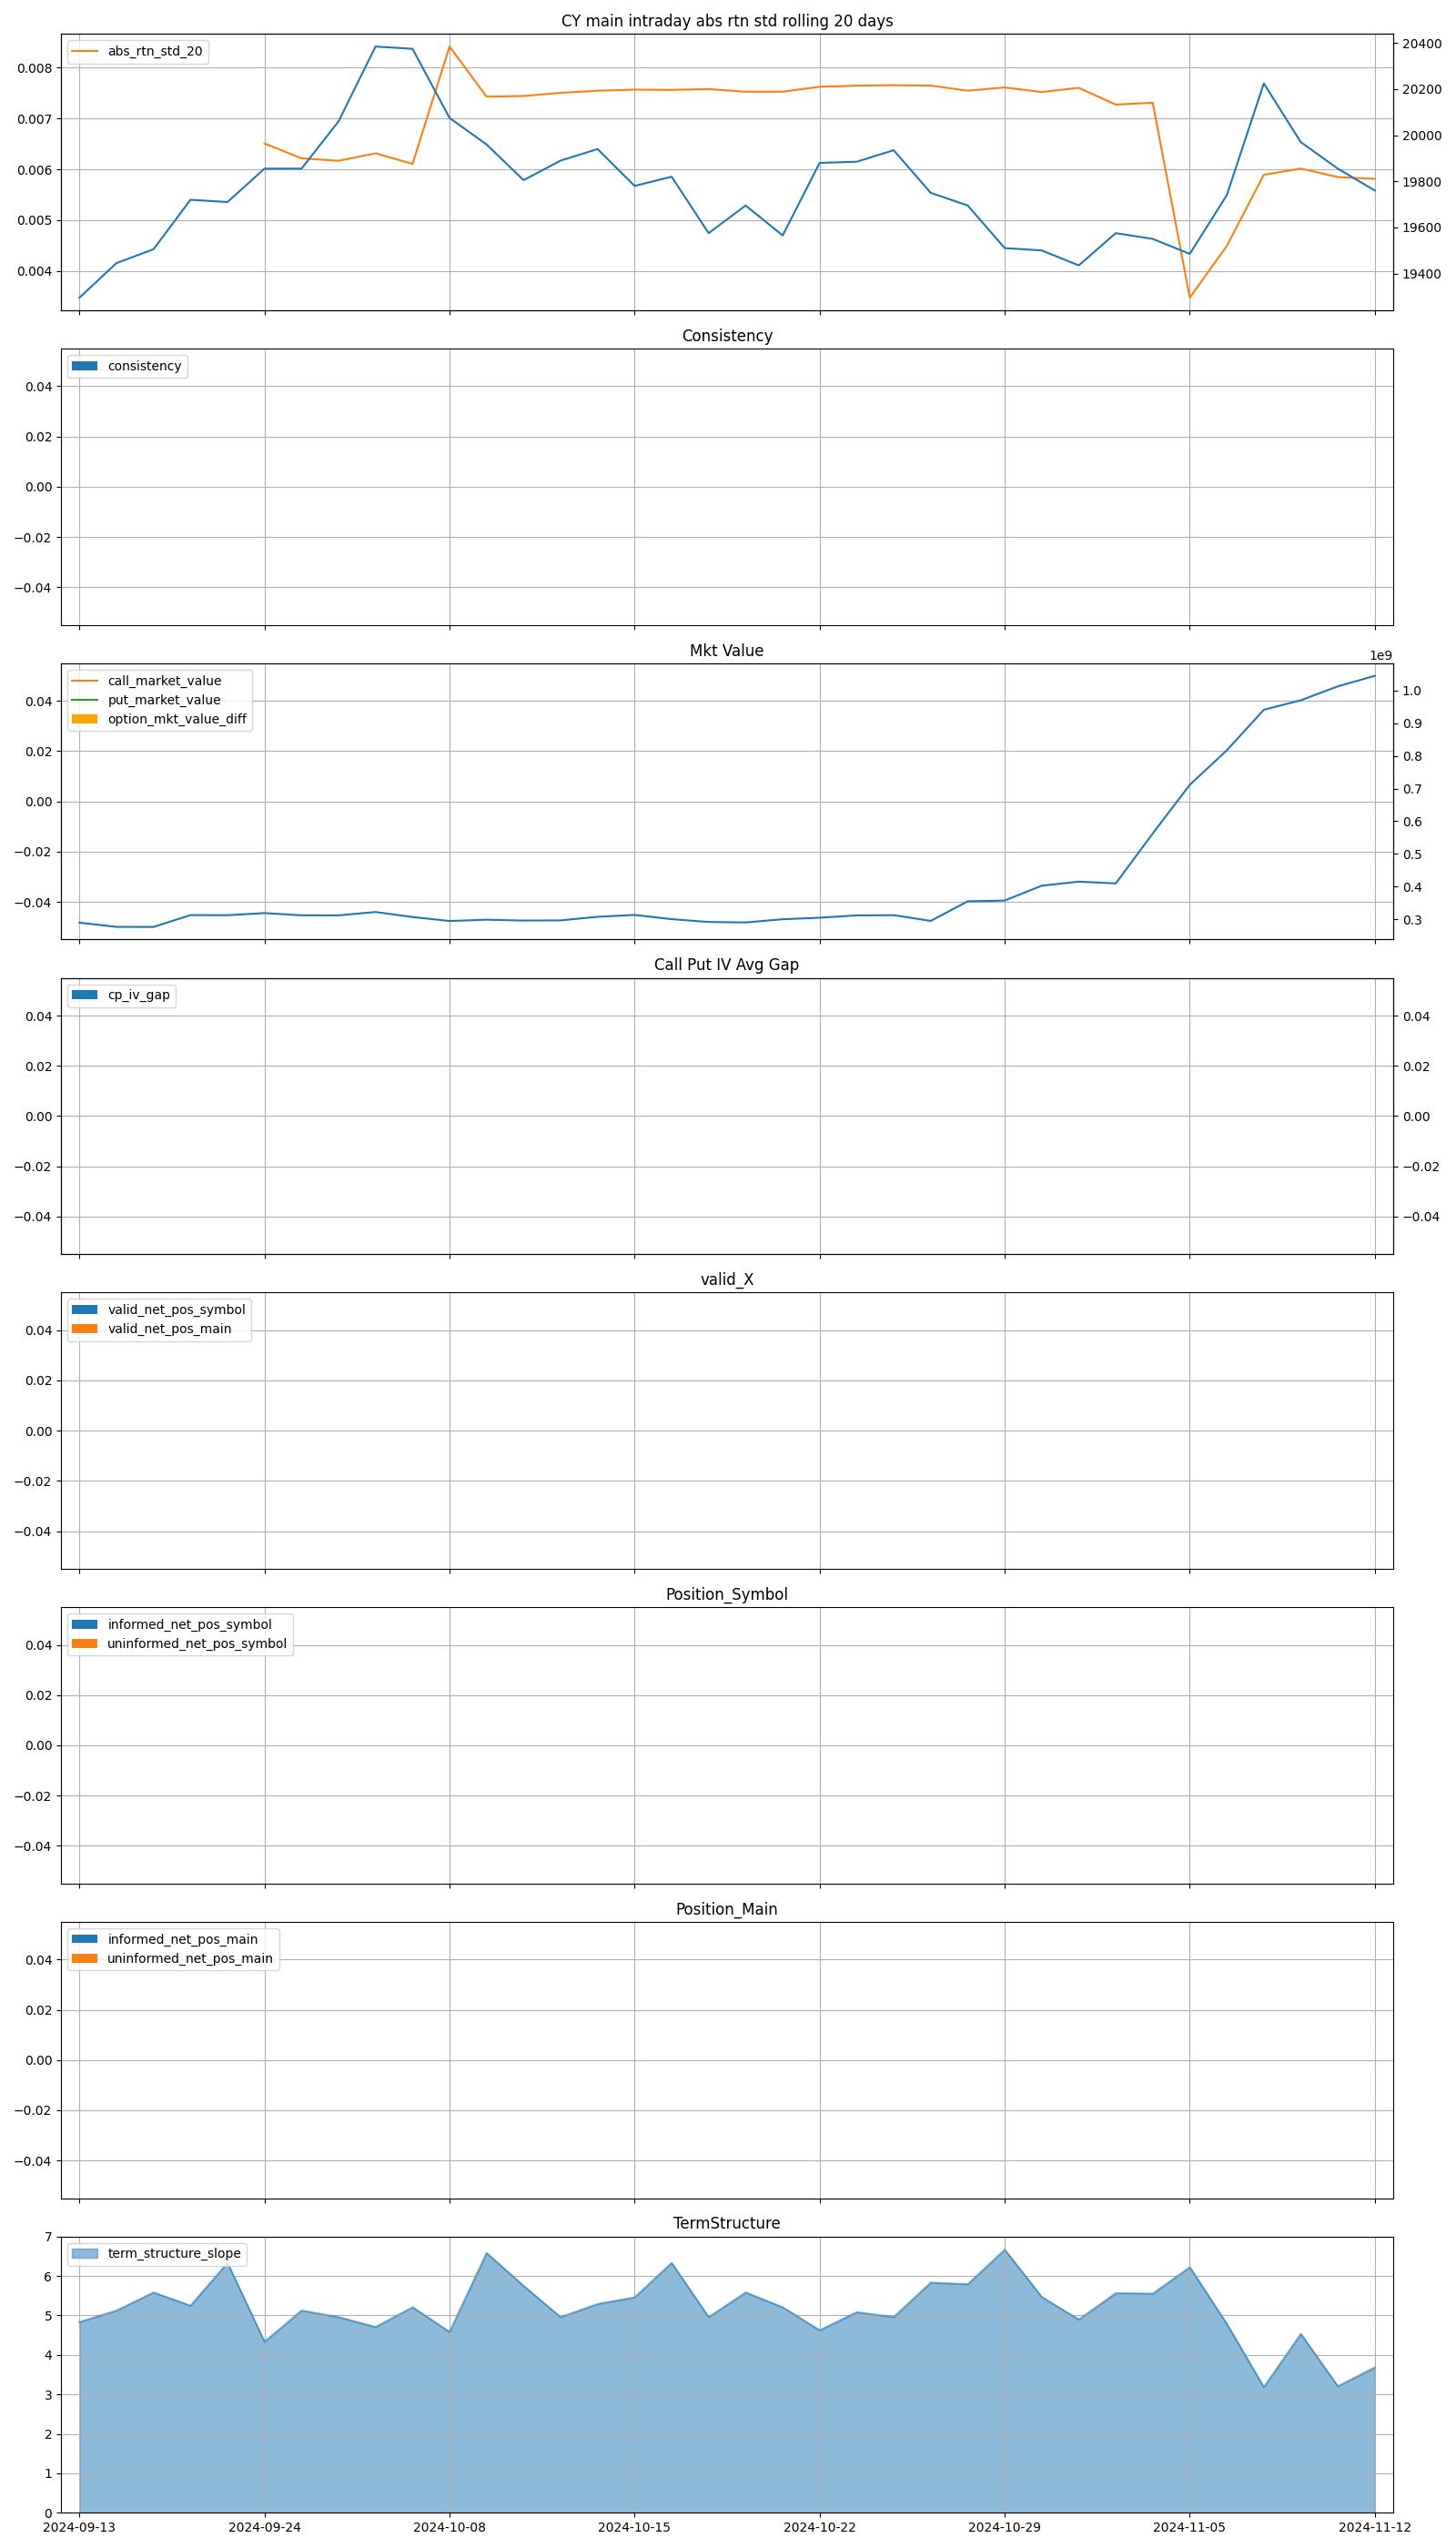 CY main intraday abs rtn std rolling 20 days
abs_rtn_std_20
0.008
0.007
0.006
0.005
0.004
20400
20200
20000
19800
19600
19400
Consistency
consistency
0.04
0.02
0.00
−0.02
−0.04
Mkt Value
1e9
call_market_value
put_market_value
option_mkt_value_diff
0.04
0.02
0.00
−0.02
−0.04
1.0
0.9
0.8
0.7
0.6
0.5
0.4
0.3
Call Put IV Avg Gap
cp_iv_gap
0.04
0.02
0.00
−0.02
−0.04
0.04
0.02
0.00
−0.02
−0.04
valid_X
valid_net_pos_symbol
valid_net_pos_main
0.04
0.02
0.00
−0.02
−0.04
Position_Symbol
informed_net_pos_symbol
uninformed_net_pos_symbol
0.04
0.02
0.00
−0.02
−0.04
Position_Main
informed_net_pos_main
uninformed_net_pos_main
0.04
0.02
0.00
−0.02
−0.04
TermStructure
term_structure_slope
7
6
5
4
3
2
1
0
2024-09-13 2024-09-24 2024-10-08 2024-10-15 2024-10-22 2024-10-29 2024-11-05 2024-11-12